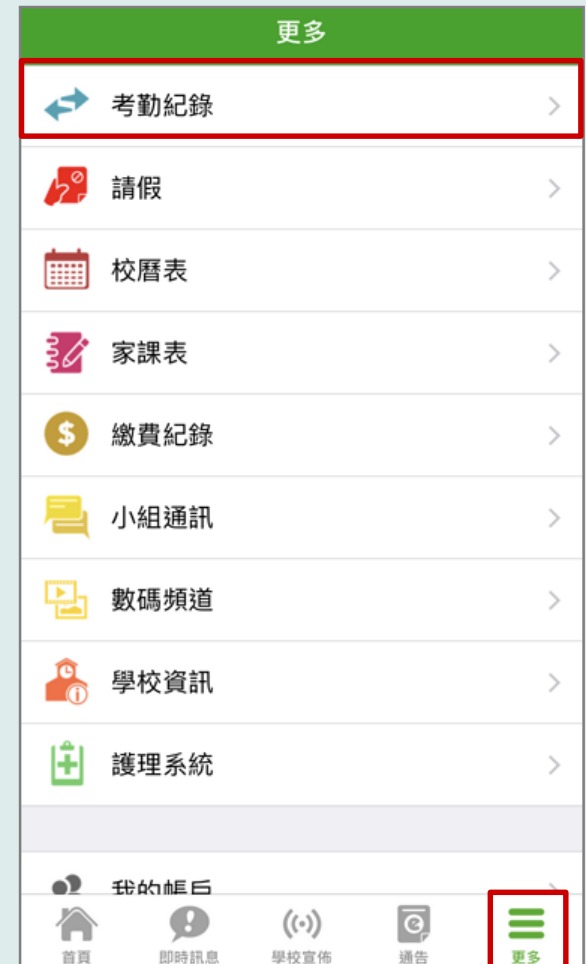 更多
考勤紀錄
請假
校曆表
家課表
繳費紀錄
小組通訊
數碼頻道
學校資訊
護理系統
我的帳戶
首頁
即時訊息
學校宣佈
通告
更多